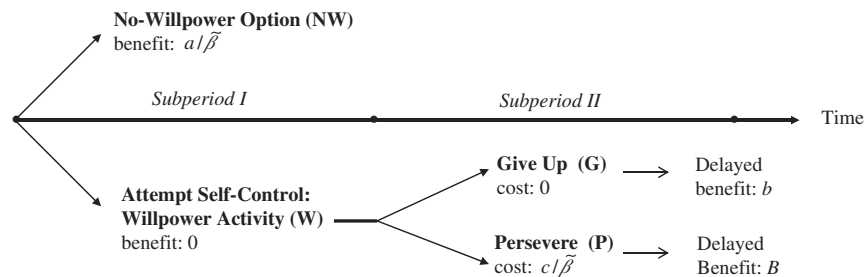 No-Willpower Option (NW)
benefit: a / β̃
Subperiod I
Subperiod II
Time
Attempt Self-Control:
Willpower Activity (W)
benefit: 0
Give Up (G)
cost: 0
Delayed
benefit: b
Persevere (P)
cost: c / β̃
Delayed
Benefit: B